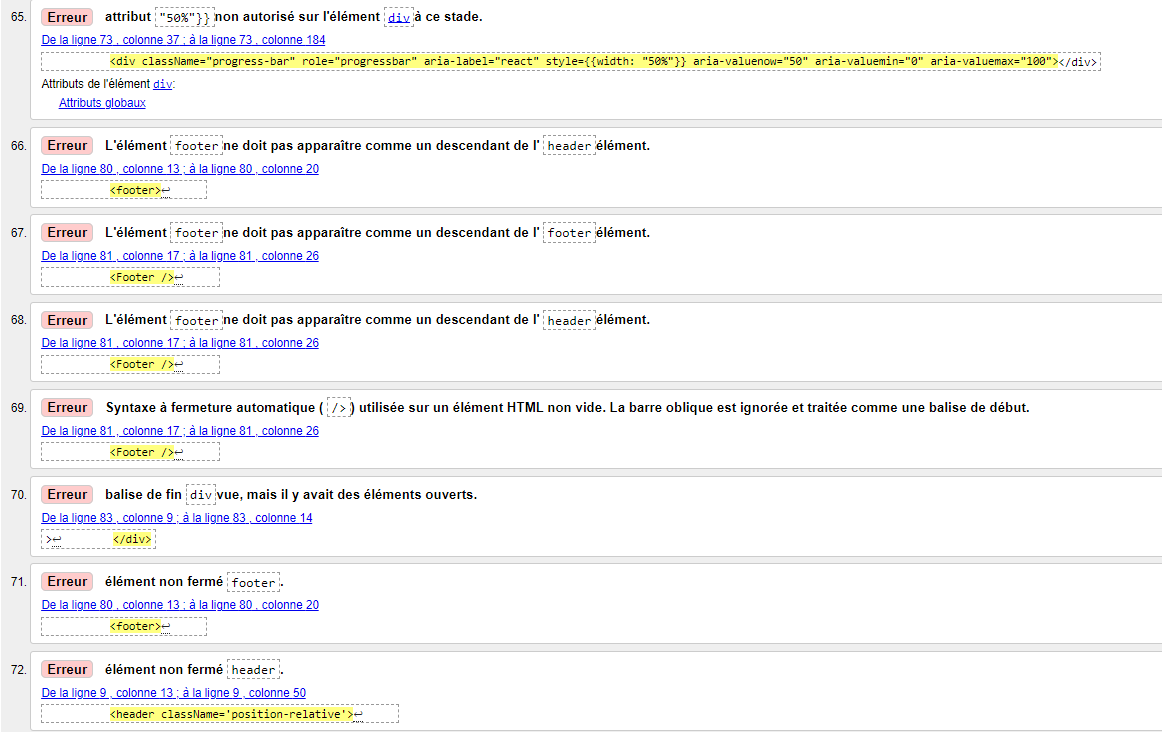 65. Erreur attribut "50%"}} non autorisé sur l'élément div à ce stade.
De la ligne 73 , colonne 37 ; à la ligne 73 , colonne 184
<div className="progress-bar" role="progressbar" aria-label="react" style={{width: "50%"}} aria-valuenow="50" aria-valuemin="0" aria-valuemax="100"></div>
Attributs de l'élément div:
Attributs globaux
66. Erreur L'élément footer ne doit pas apparaître comme un descendant de l' header élément.
De la ligne 80 , colonne 13 ; à la ligne 80 , colonne 20
<footer>↩
67. Erreur L'élément footer ne doit pas apparaître comme un descendant de l' footer élément.
De la ligne 81 , colonne 17 ; à la ligne 81 , colonne 26
<Footer />↩
68. Erreur L'élément footer ne doit pas apparaître comme un descendant de l' header élément.
De la ligne 81 , colonne 17 ; à la ligne 81 , colonne 26
<Footer />↩
69. Erreur Syntaxe à fermeture automatique ( /> ) utilisée sur un élément HTML non vide. La barre oblique est ignorée et traitée comme une balise de début.
De la ligne 81 , colonne 17 ; à la ligne 81 , colonne 26
<Footer />↩
70. Erreur balise de fin div vue, mais il y avait des éléments ouverts.
De la ligne 83 , colonne 9 ; à la ligne 83 , colonne 14
>↩ </div>
71. Erreur élément non fermé footer .
De la ligne 80 , colonne 13 ; à la ligne 80 , colonne 20
<footer>↩
72. Erreur élément non fermé header .
De la ligne 9 , colonne 13 ; à la ligne 9 , colonne 50
<header className='position-relative'>↩